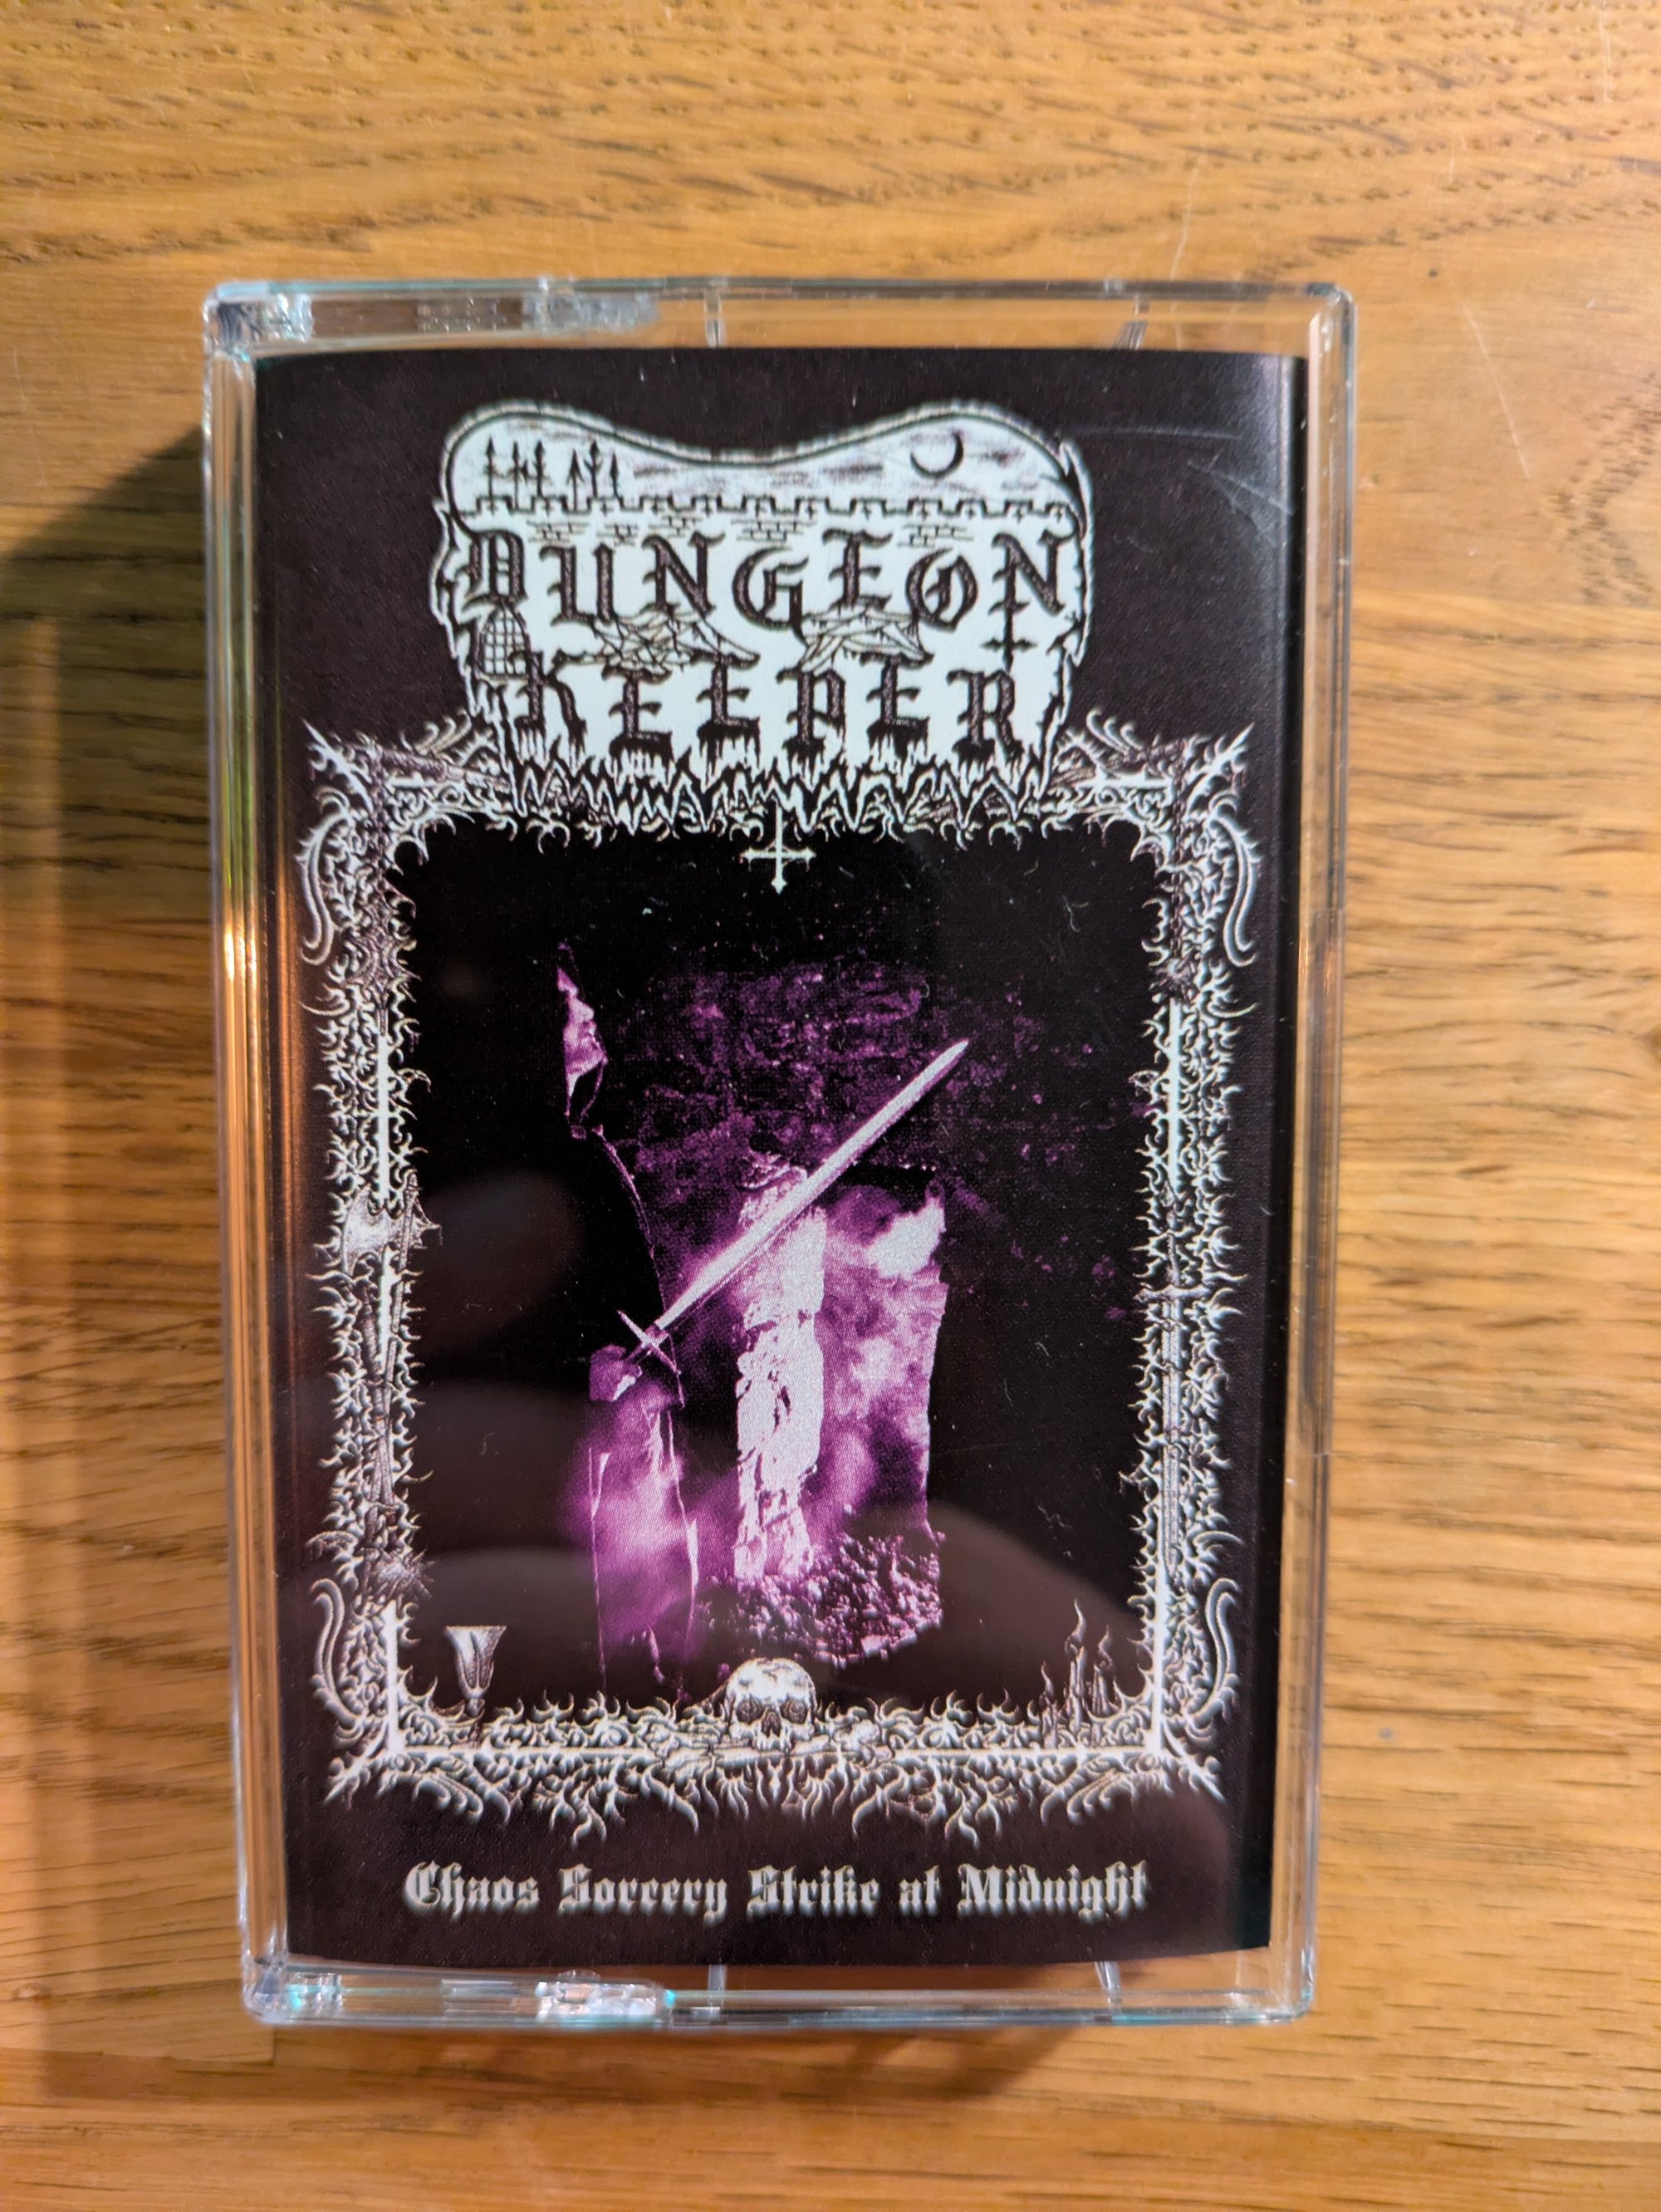 DUNGEON
KEEPER
Chaos Sorcery Strike at Midnight